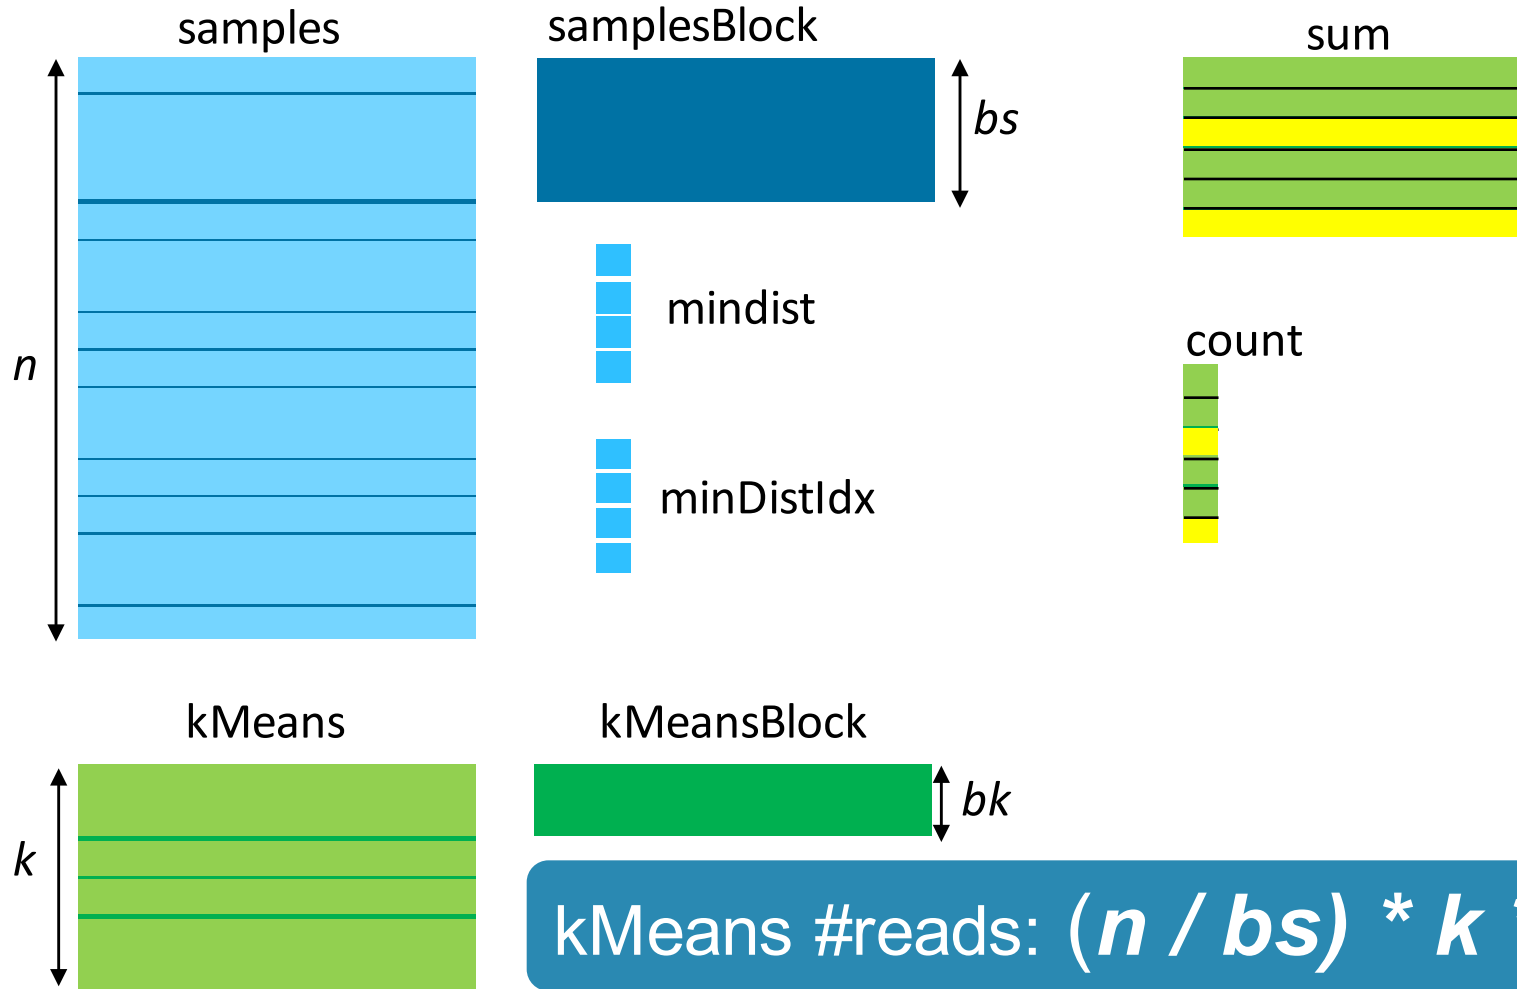 samples
samplesBlock
sum
bs
n
mindist
count
minDistIdx
kMeans
kMeansBlock
k
bk
kMeans #reads: (n / bs) * k